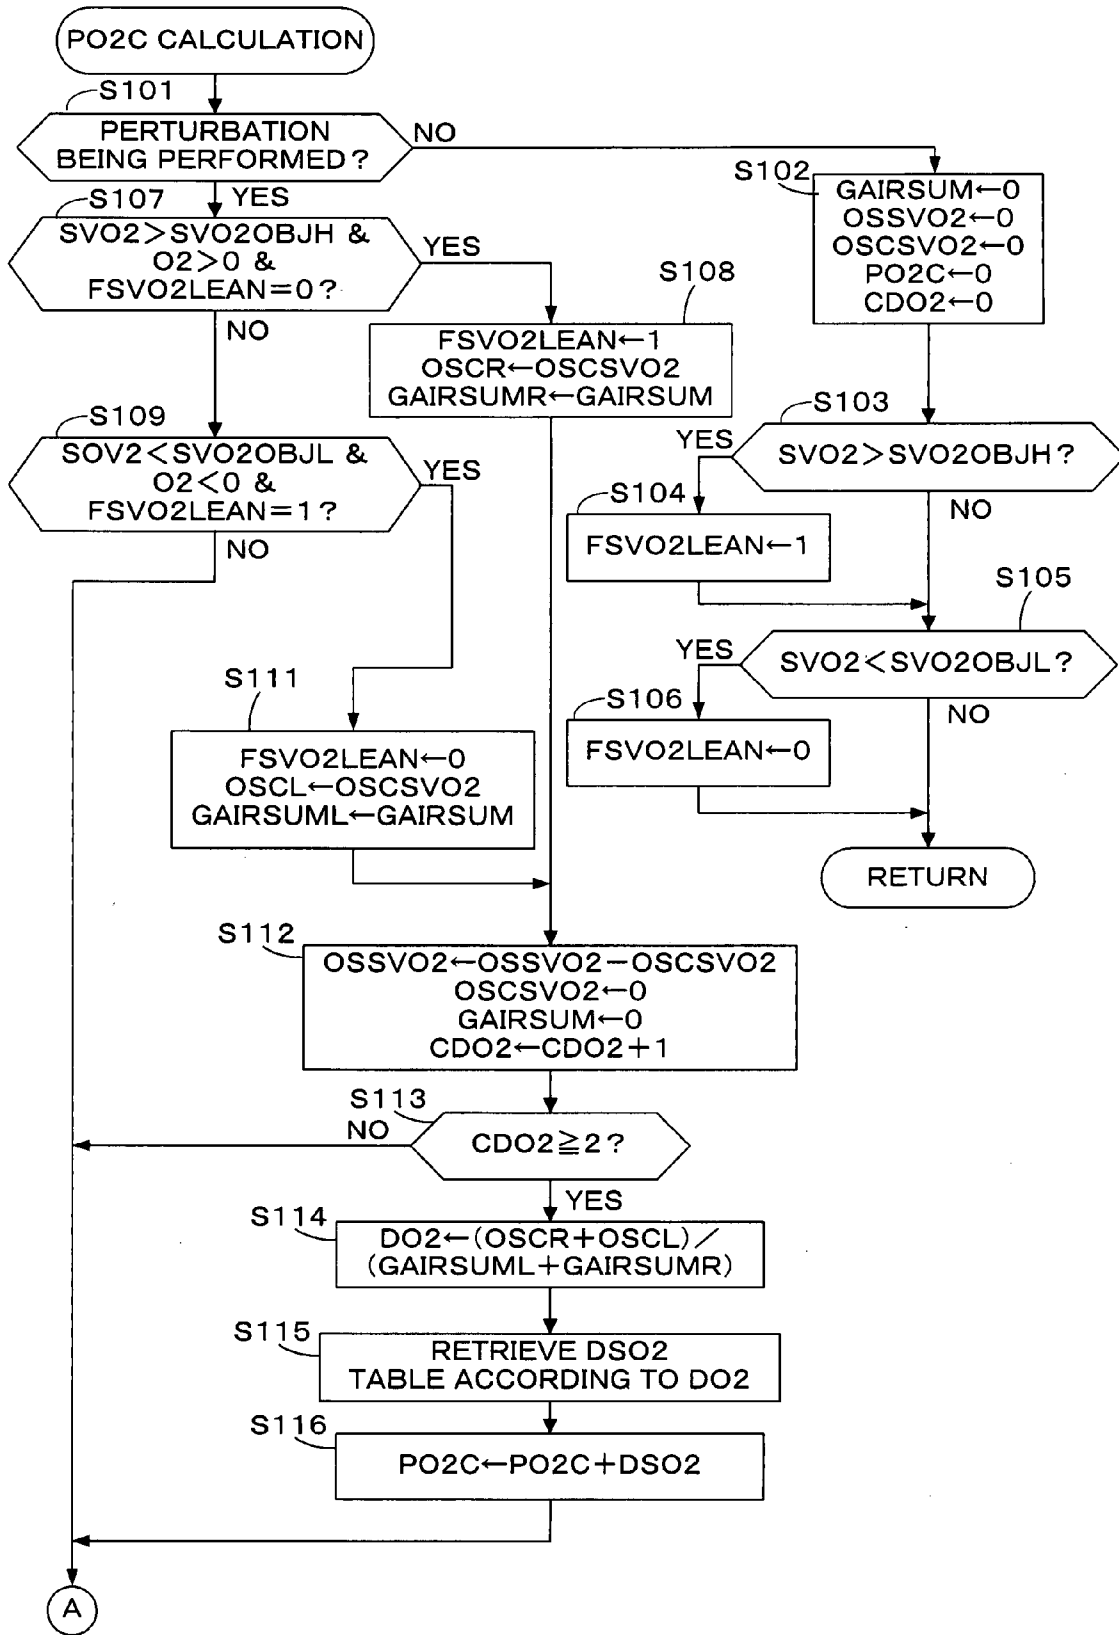 PO2C CALCULATION
S101
PERTURBATION
BEING PERFORMED?
NO
YES
S102
GAIRSUM←0
OSSVO2←0
OSCSVO2←0
PO2C←0
CDO2←0
S107
SVO2>SVO2OBJH &
O2>0 &
FSVO2LEAN=0?
YES
NO
S108
FSVO2LEAN←1
OSCR←OSCSVO2
GAIRSUMR←GAIRSUM
S103
SVO2>SVO2OBJH?
YES
NO
S104
FSVO2LEAN←1
S109
SOV2<SVO2OBJL &
O2<0 &
FSVO2LEAN=1?
YES
NO
S105
SVO2<SVO2OBJL?
YES
NO
S106
FSVO2LEAN←0
RETURN
S111
FSVO2LEAN←0
OSCL←OSCSVO2
GAIRSUML←GAIRSUM
S112
OSSVO2←OSSVO2−OSCSVO2
OSCSVO2←0
GAIRSUM←0
CDO2←CDO2+1
S113
CDO2≧2?
NO
YES
S114
DO2←(OSCR+OSCL)/
(GAIRSUML+GAIRSUMR)
S115
RETRIEVE DSO2
TABLE ACCORDING TO DO2
S116
PO2C←PO2C+DSO2
A